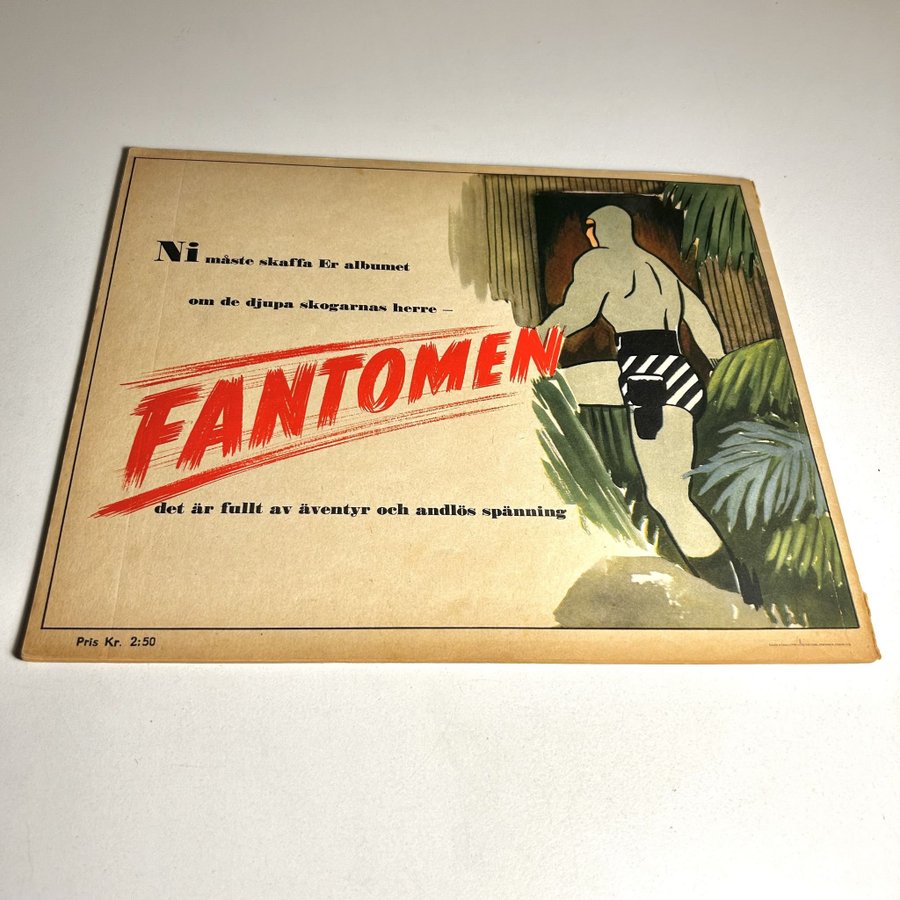 Ni måste skaffa Er albumet
om de djupa skogarnas herre –
FANTOMEN
det är fullt av äventyr och andlös spänning
Pris Kr. 2:50